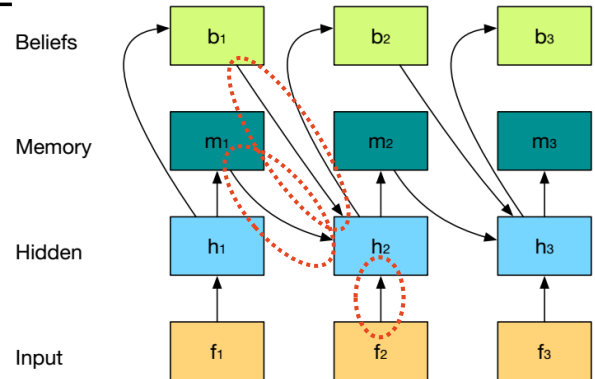 Beliefs b1 b2 b3
Memory m1 m2 m3
Hidden h1 h2 h3
Input f1 f2 f3